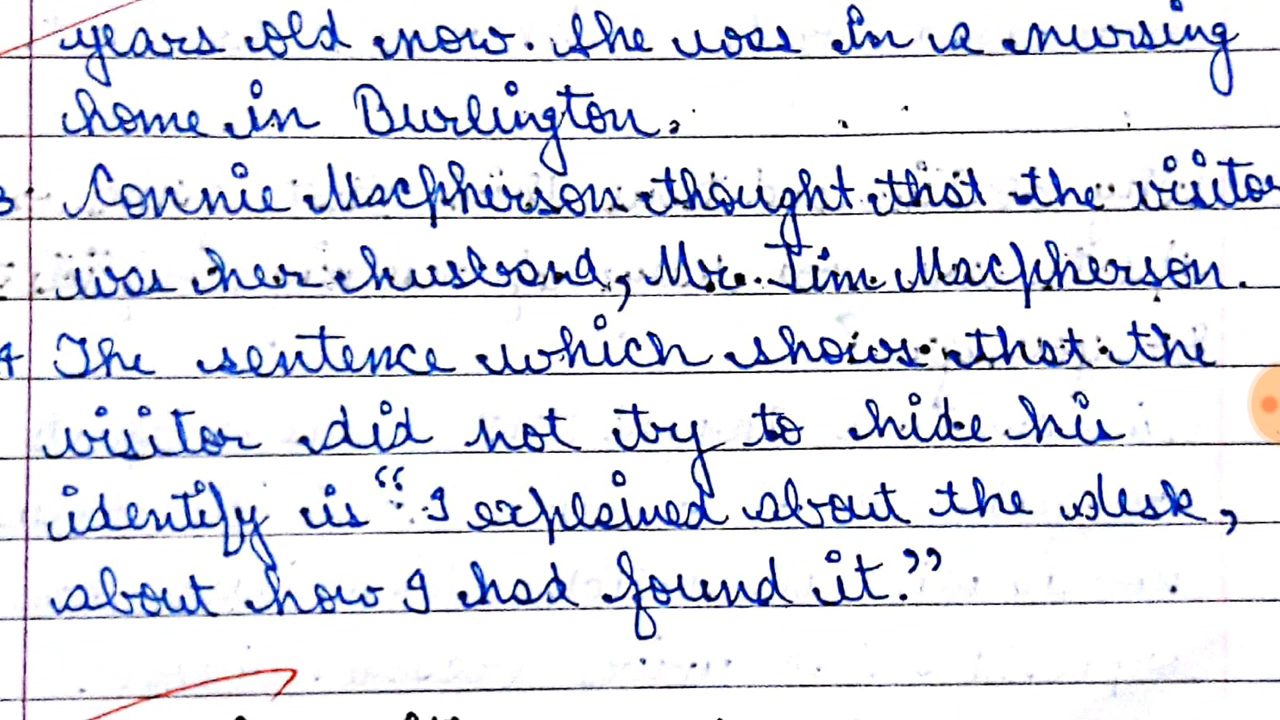 years old now. She was in a nursing
home in Burlington.
3 Connie Macpherson thought that the visitor
was her husband, Mr. Jim Macpherson.
4 The sentence which shows that the
visitor did not try to hide his
identify is “I explained about the desk,
about how I had found it.”